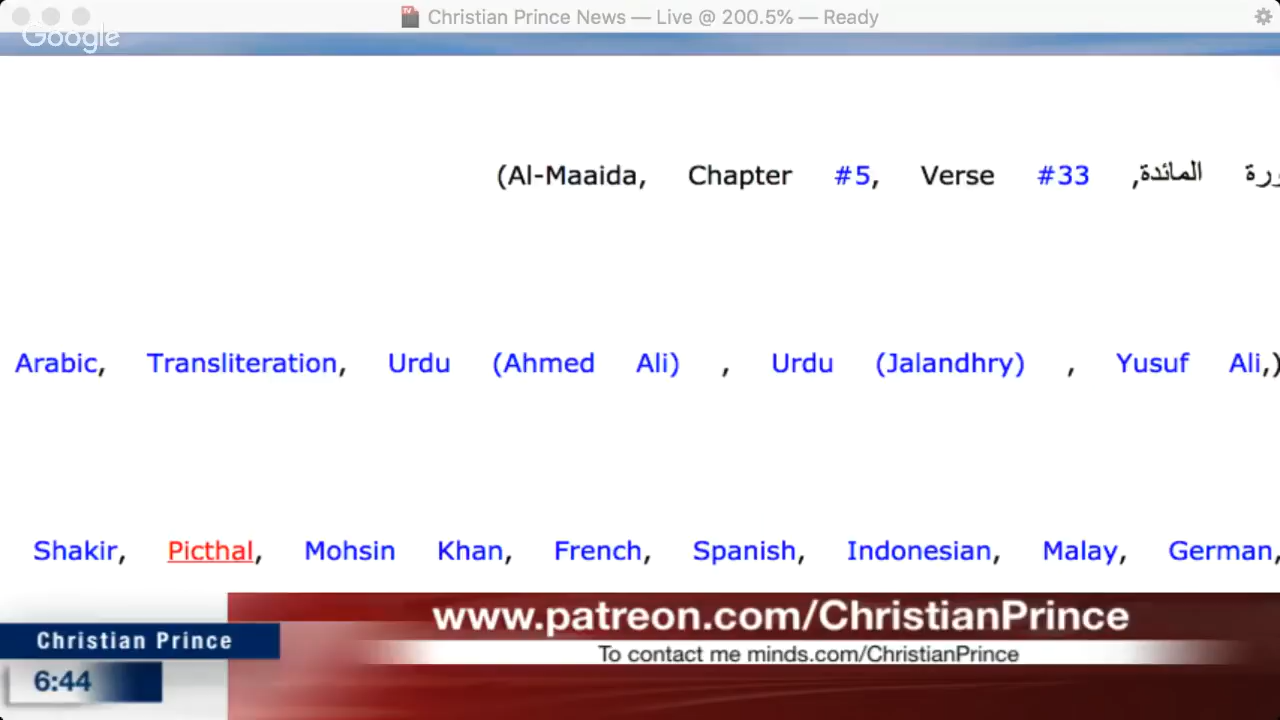 Christian Prince News — Live @ 200.5% — Ready
Google
(Al-Maaida, Chapter #5, Verse #33 ,المائدة
Arabic, Transliteration, Urdu (Ahmed Ali) , Urdu (Jalandhry) , Yusuf Ali,)
Shakir, Picthal, Mohsin Khan, French, Spanish, Indonesian, Malay, German,
www.patreon.com/ChristianPrince
To contact me minds.com/ChristianPrince
Christian Prince
6:44